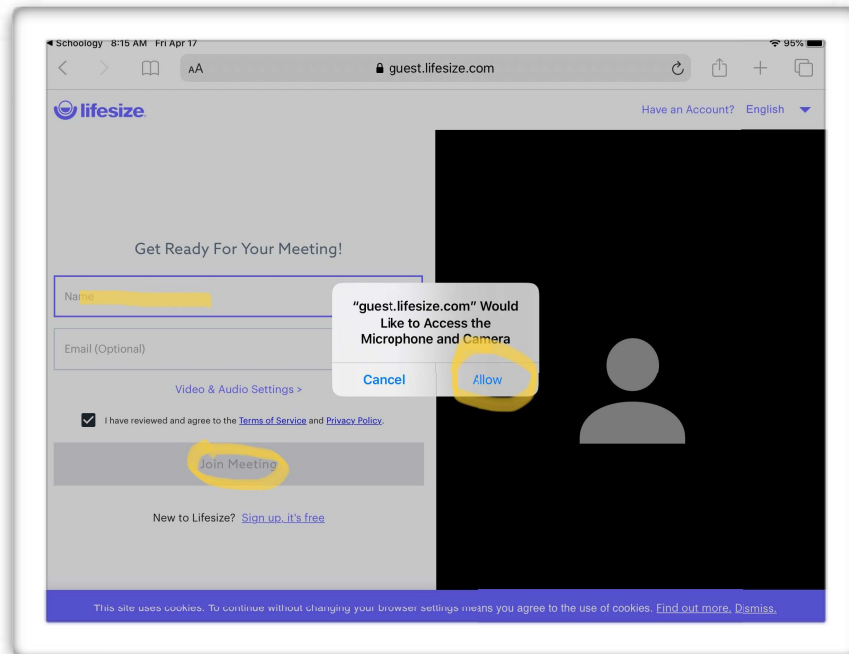 ◀ Schoology 8:15 AM Fri Apr 17 95%
AA guest.lifesize.com
lifesize Have an Account? English
Get Ready For Your Meeting!
Name
Email (Optional)
"guest.lifesize.com" Would
Like to Access the
Microphone and Camera
Cancel Allow
Video & Audio Settings >
I have reviewed and agree to the Terms of Service and Privacy Policy.
Join Meeting
New to Lifesize? Sign up, it's free
This site uses cookies. To continue without changing your browser settings means you agree to the use of cookies. Find out more. Dismiss.